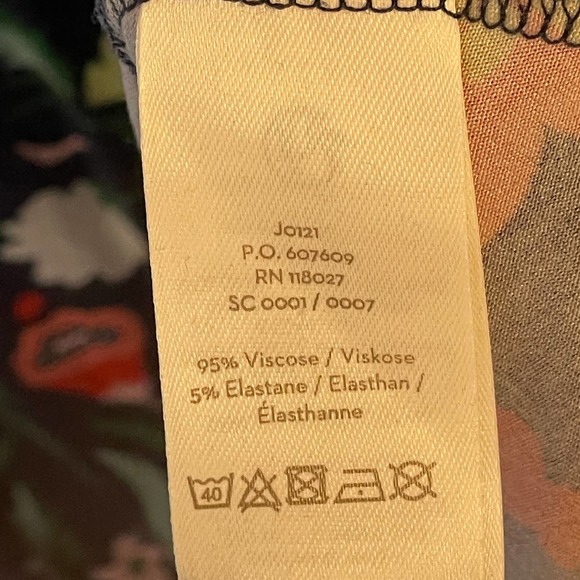 J0121
P.O. 607609
RN 118027
SC 0001 / 0007
95% Viscose / Viskose
5% Elastane / Elasthan /
Élasthanne
40